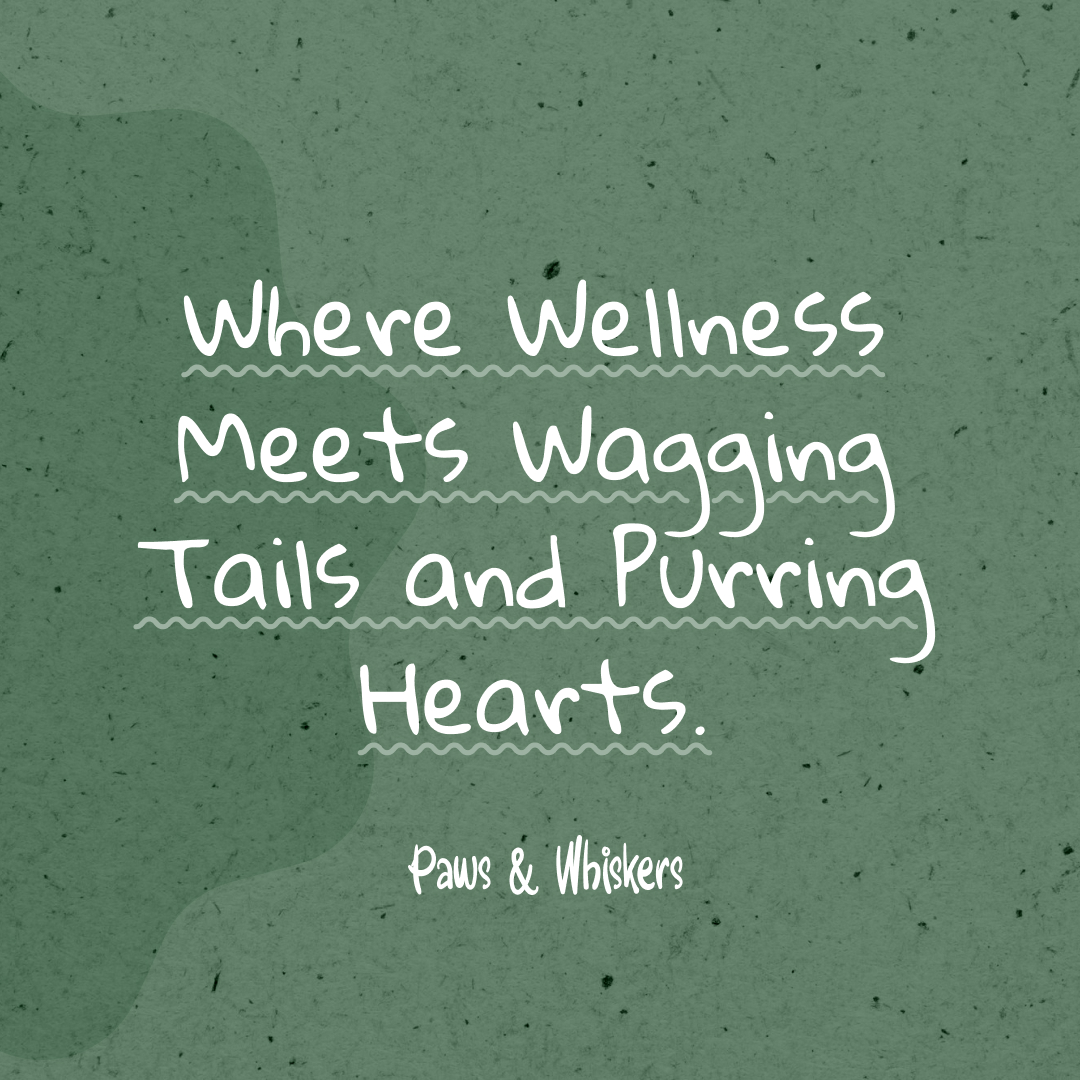 Where Wellness
Meets Wagging
Tails and Purring
Hearts.
Paws & Whiskers